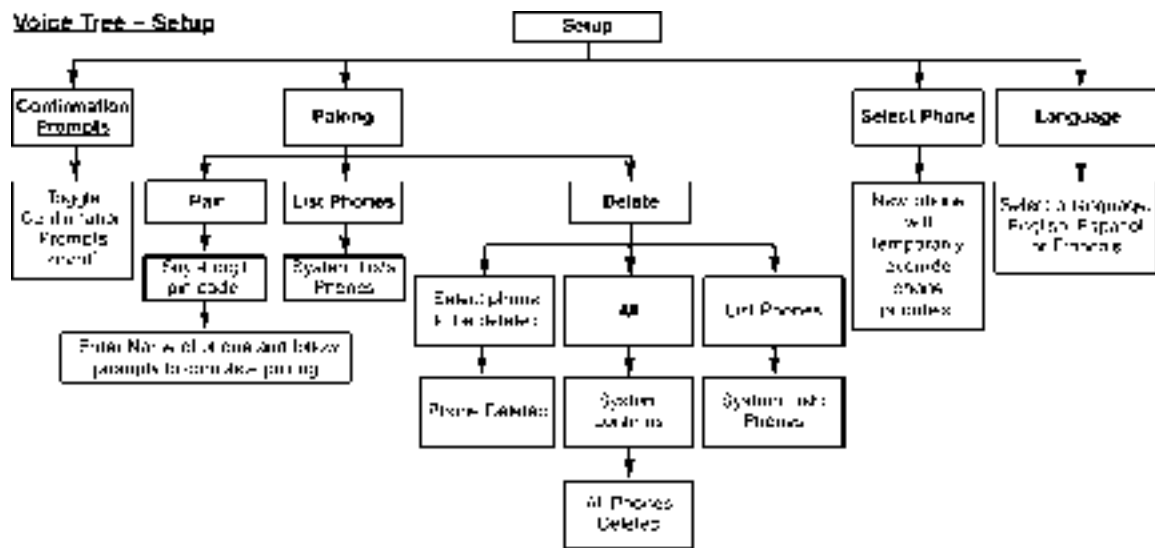 Voice Tree – Setup
Setup
Confirmation
Prompts
Pairing
Select Phone
Language
Toggle
Confirmation
Prompts
Pair
List Phones
Delete
New phone
will
temporarily
override
phone
priorities
Select a language,
English, Espanol
or Francais
Say 4-digit
pin code
System Lists
Phones
Select phone
to be deleted
All
List Phones
Enter Name of phone and follow
prompts to complete pairing
Phone Deleted
System
confirms
System Lists
Phones
All Phones
Deleted